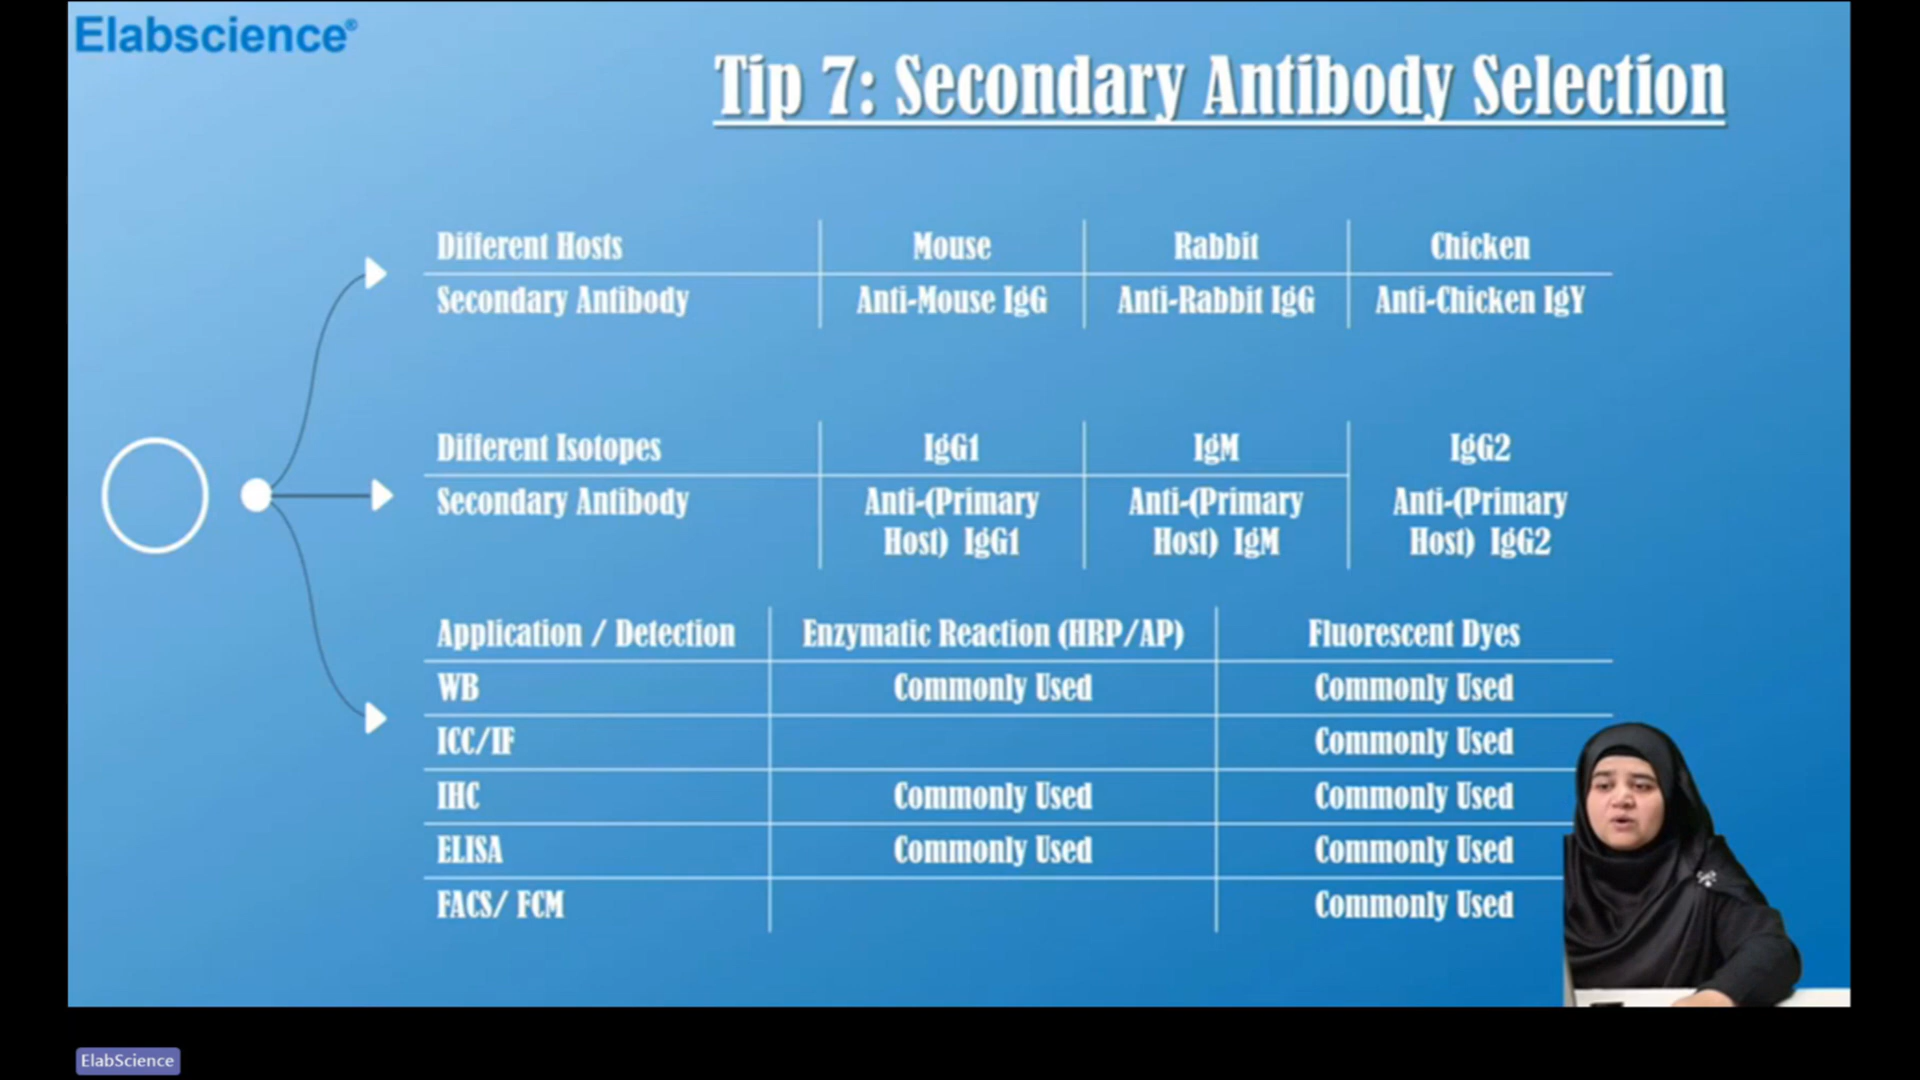 Elabscience®
Tip 7: Secondary Antibody Selection
Different Hosts Mouse Rabbit Chicken
Secondary Antibody Anti-Mouse IgG Anti-Rabbit IgG Anti-Chicken IgY
Different Isotopes IgG1 IgM IgG2
Secondary Antibody Anti-(Primary Anti-(Primary Anti-(Primary
Host) IgG1 Host) IgM Host) IgG2
Application / Detection Enzymatic Reaction (HRP/AP) Fluorescent Dyes
WB Commonly Used Commonly Used
ICC/IF Commonly Used
IHC Commonly Used Commonly Used
ELISA Commonly Used Commonly Used
FACS/ FCM Commonly Used
ElabScience